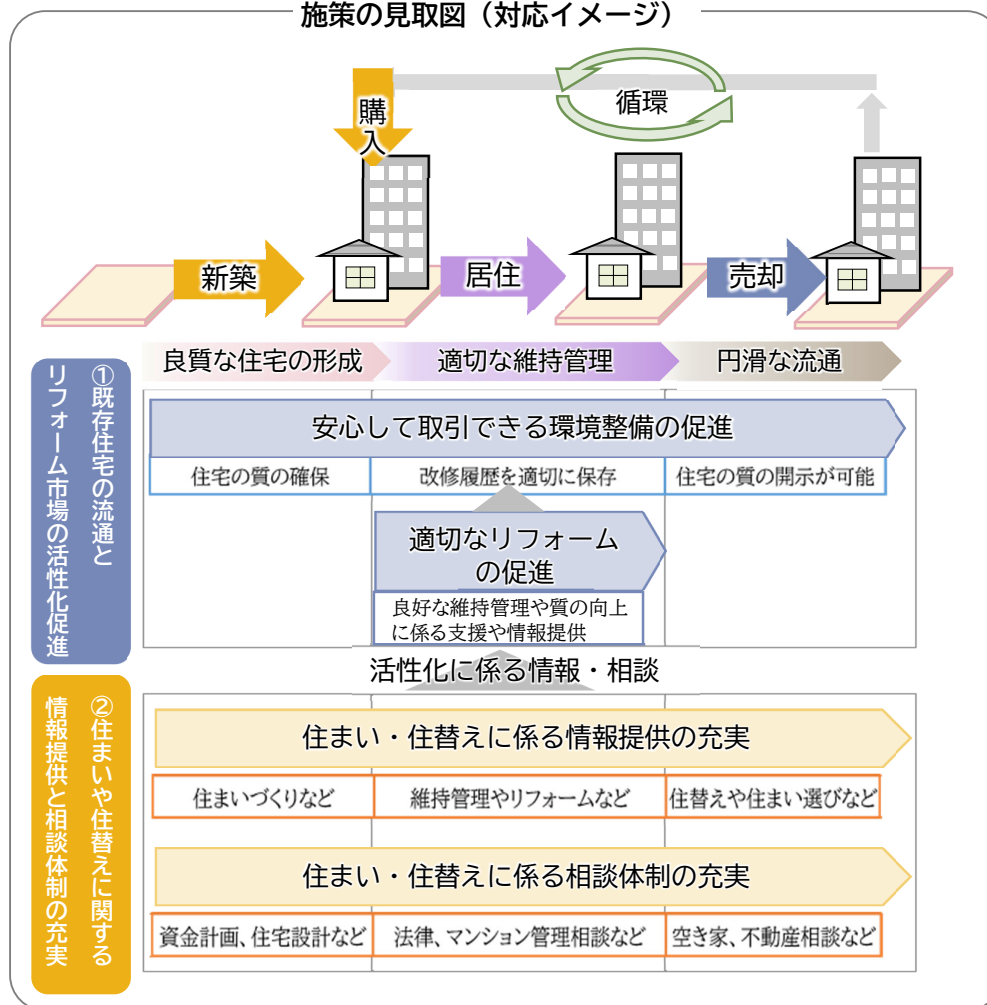 施策の見取図（対応イメージ）
購入
循環
新築
居住
売却
良質な住宅の形成
適切な維持管理
円滑な流通
①既存住宅の流通と
リフォーム市場の活性化促進
安心して取引できる環境整備の促進
住宅の質の確保
改修履歴を適切に保存
住宅の質の開示が可能
適切なリフォーム
の促進
良好な維持管理や質の向上
に係る支援や情報提供
活性化に係る情報・相談
②住まいや住替えに関する
情報提供と相談体制の充実
住まい・住替えに係る情報提供の充実
住まいづくりなど
維持管理やリフォームなど
住替えや住まい選びなど
住まい・住替えに係る相談体制の充実
資金計画、住宅設計など
法律、マンション管理相談など
空き家、不動産相談など